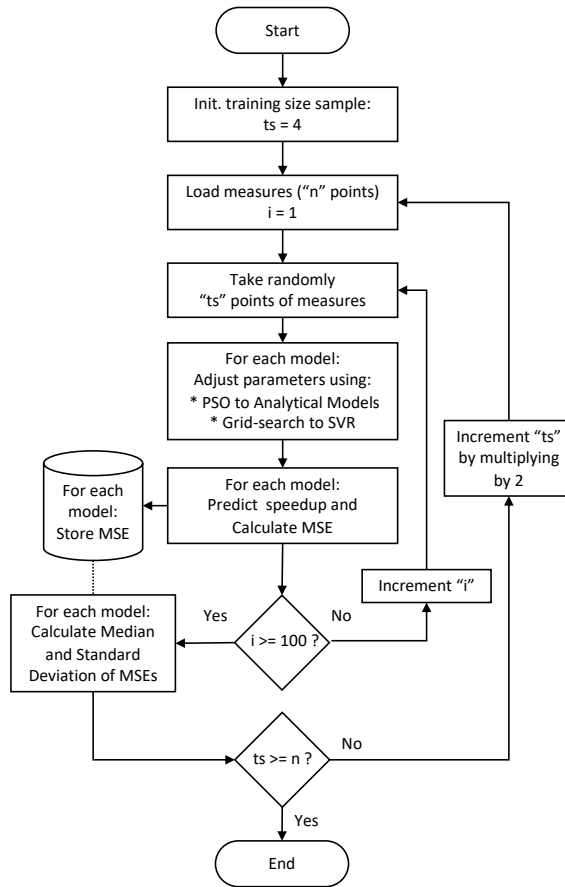 Start
Init. training size sample:
ts = 4
Load measures (“n” points)
i = 1
Take randomly
“ts” points of measures
For each model:
Adjust parameters using:
* PSO to Analytical Models
* Grid-search to SVR
Increment “ts”
by multiplying
by 2
For each
model:
Store MSE
For each model:
Predict speedup and
Calculate MSE
Increment “i”
For each model:
Calculate Median
and Standard
Deviation of MSEs
Yes
i >= 100 ?
No
ts >= n ?
No
Yes
End